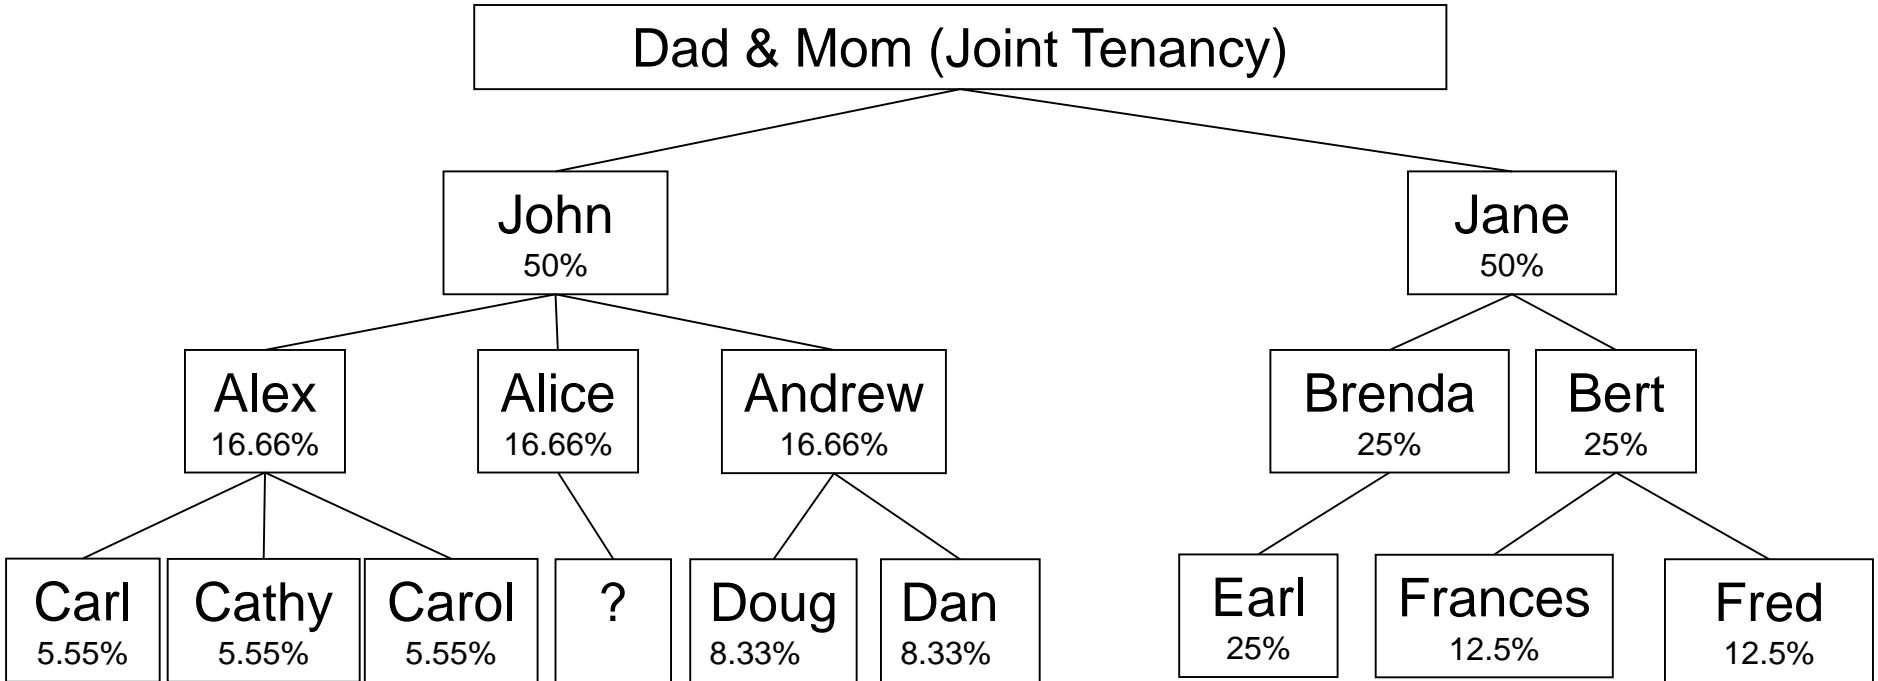 Dad & Mom (Joint Tenancy)
John
50%
Jane
50%
Alex
16.66%
Alice
16.66%
Andrew
16.66%
Brenda
25%
Bert
25%
Carl
5.55%
Cathy
5.55%
Carol
5.55%
?
Doug
8.33%
Dan
8.33%
Earl
25%
Frances
12.5%
Fred
12.5%